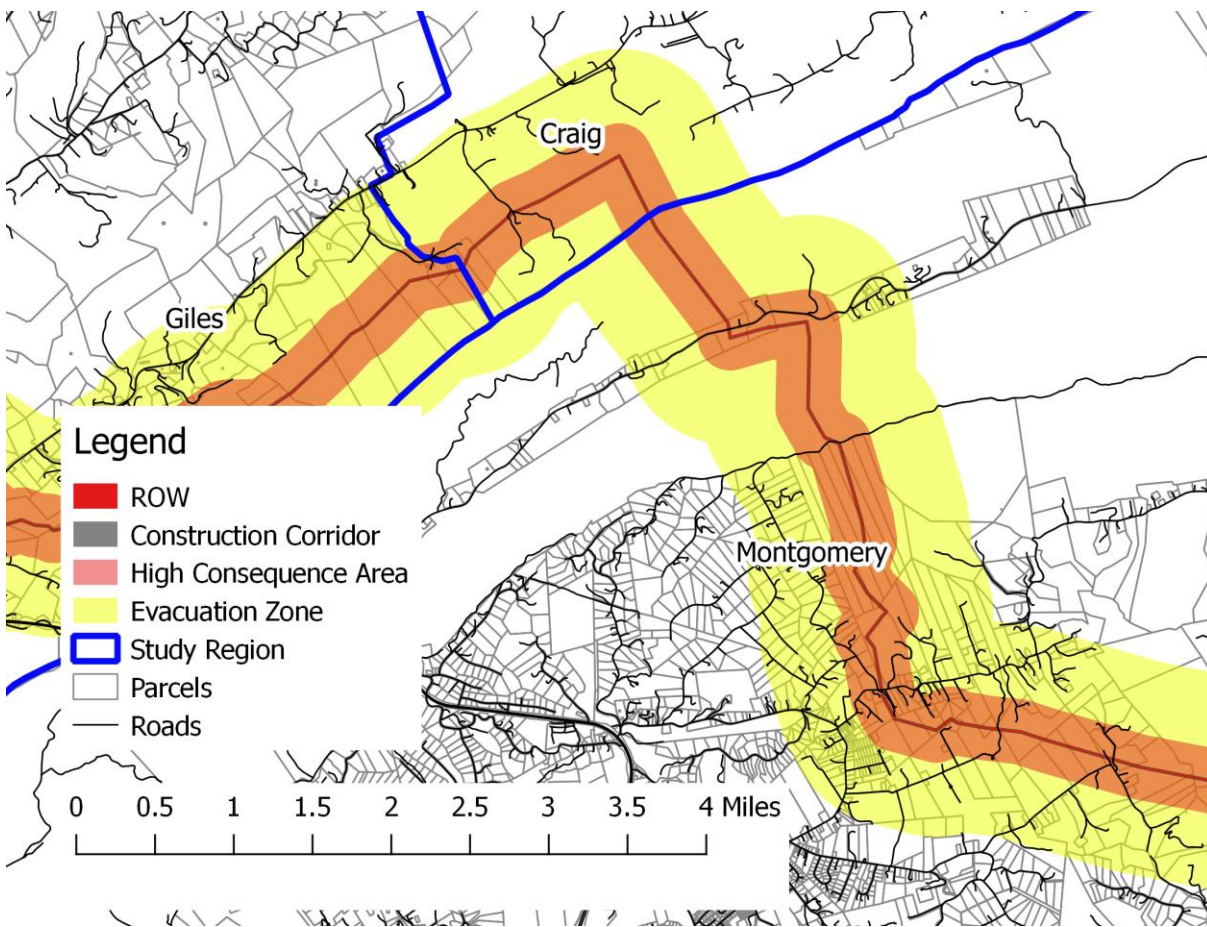 Craig
Giles
Legend
ROW
Construction Corridor
High Consequence Area
Evacuation Zone
Study Region
Parcels
Roads
Montgomery
0 0.5 1 1.5 2 2.5 3 3.5 4 Miles